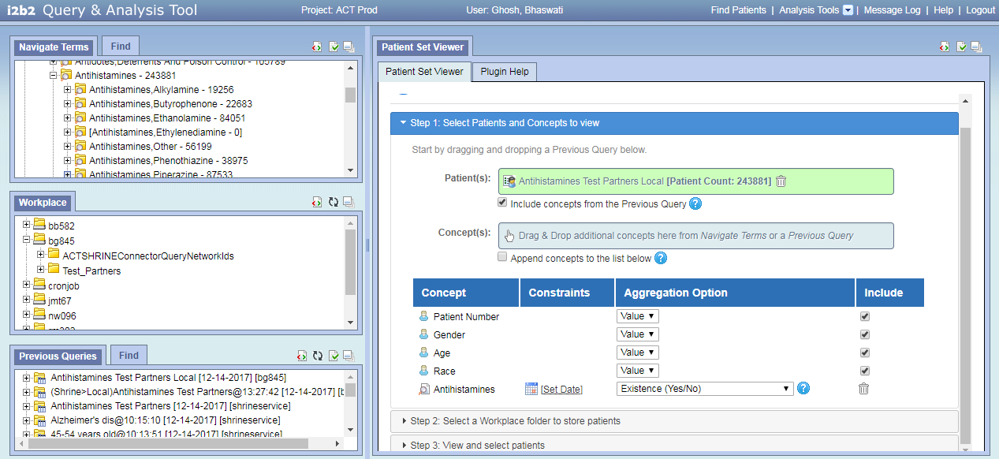 i2b2 Query & Analysis Tool
Project: ACT Prod
User: Ghosh, Bhaswati
Find Patients | Analysis Tools | Message Log | Help | Logout
Navigate Terms
Find
Antidotes,Deterrents And Poison Control - 105789
Antihistamines - 243881
Antihistamines,Alkylamine - 19256
Antihistamines,Butyrophenone - 22683
Antihistamines,Ethanolamine - 84051
[Antihistamines,Ethylenediamine - 0]
Antihistamines,Other - 56199
Antihistamines,Phenothiazine - 38975
Antihistamines,Piperazine - 87533
Workplace
bb582
bg845
ACTSHRINEConnectorQueryNetworkIds
Test_Partners
cronjob
jmt67
nw096
Previous Queries
Find
Antihistamines Test Partners Local [12-14-2017] [bg845]
(Shrine>Local)Antihistamines Test Partners@13:27:42 [12-14-2017] [b
Antihistamines Test Partners [12-14-2017] [shrineservice]
Alzheimer's dis@10:15:10 [12-14-2017] [shrineservice]
45-54 years old@10:13:51 [12-14-2017] [shrineservice]
Patient Set Viewer
Patient Set Viewer
Plugin Help
Step 1: Select Patients and Concepts to view
Start by dragging and dropping a Previous Query below.
Patient(s):
Antihistamines Test Partners Local [Patient Count: 243881]
Include concepts from the Previous Query ?
Concept(s):
Drag & Drop additional concepts here from Navigate Terms or a Previous Query
Append concepts to the list below ?
Concept Constraints Aggregation Option Include
Patient Number Value
Gender Value
Age Value
Race Value
Antihistamines [Set Date] Existence (Yes/No) ?
Step 2: Select a Workplace folder to store patients
Step 3: View and select patients